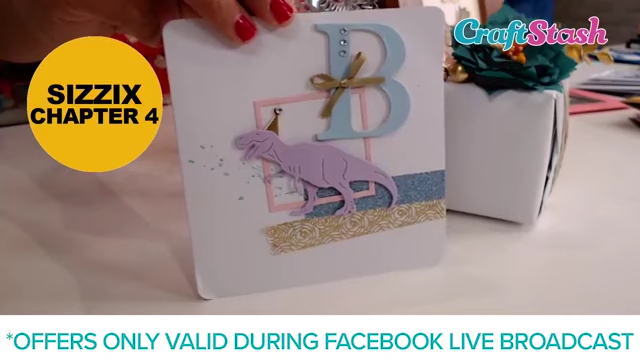 CraftStash
SIZZIX
CHAPTER 4
B
*OFFERS ONLY VALID DURING FACEBOOK LIVE BROADCAST